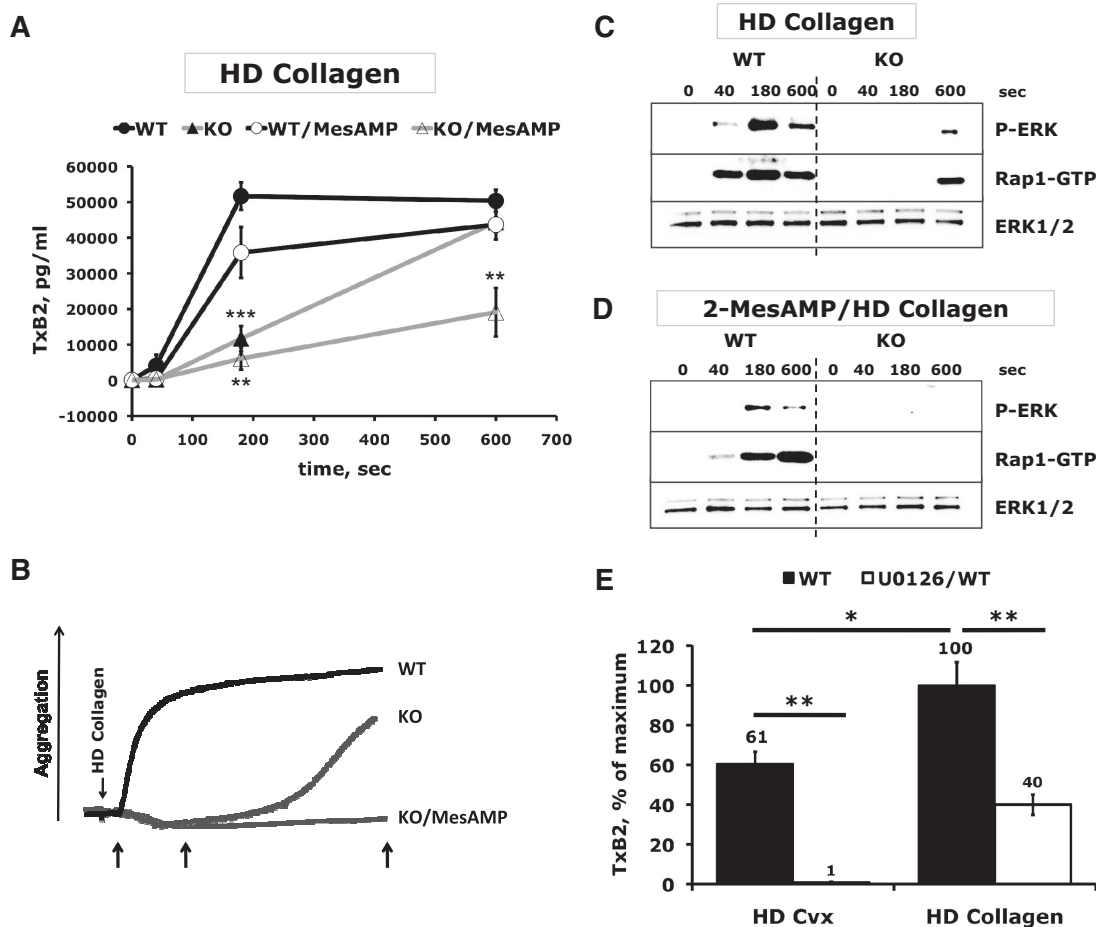 A
HD Collagen
WT KO WT/MesAMP KO/MesAMP
TxB2, pg/ml
60000
50000
40000
30000
20000
10000
0
-10000
***
**
**
0 100 200 300 400 500 600 700
time, sec
B
Aggregation
HD Collagen
WT
KO
KO/MesAMP
C
HD Collagen
WT KO
0 40 180 600 0 40 180 600 sec
P-ERK
Rap1-GTP
ERK1/2
D
2-MesAMP/HD Collagen
WT KO
0 40 180 600 0 40 180 600 sec
P-ERK
Rap1-GTP
ERK1/2
E
WT U0126/WT
TxB2, % of maximum
120
100
80
60
40
20
0
* **
100
**
61
40
1
HD Cvx HD Collagen